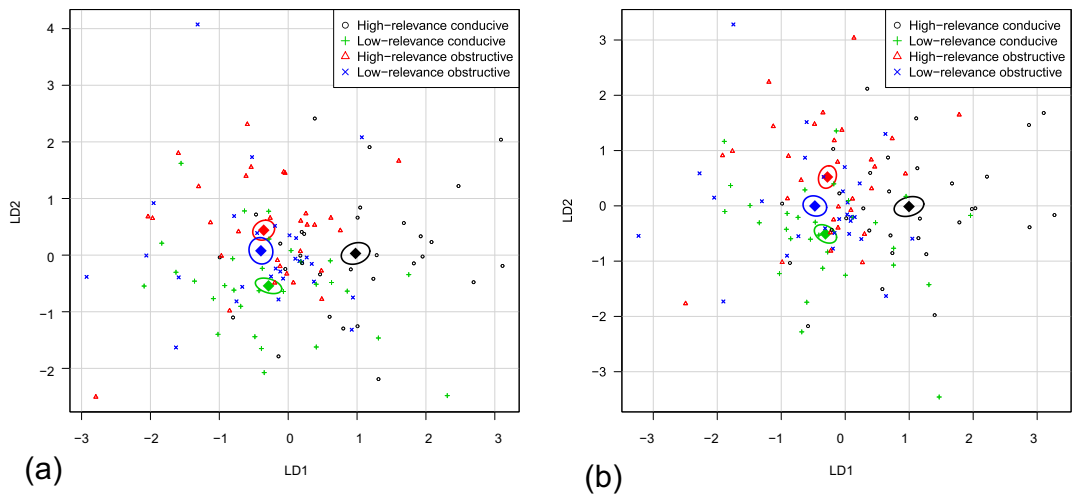 High−relevance conducive
Low−relevance conducive
High−relevance obstructive
Low−relevance obstructive
4
3
2
1
0
−1
−2
LD2
−3
−2
−1
0
1
2
3
LD1
(a)
High−relevance conducive
Low−relevance conducive
High−relevance obstructive
Low−relevance obstructive
3
2
1
0
−1
−2
−3
LD2
−3
−2
−1
0
1
2
3
LD1
(b)